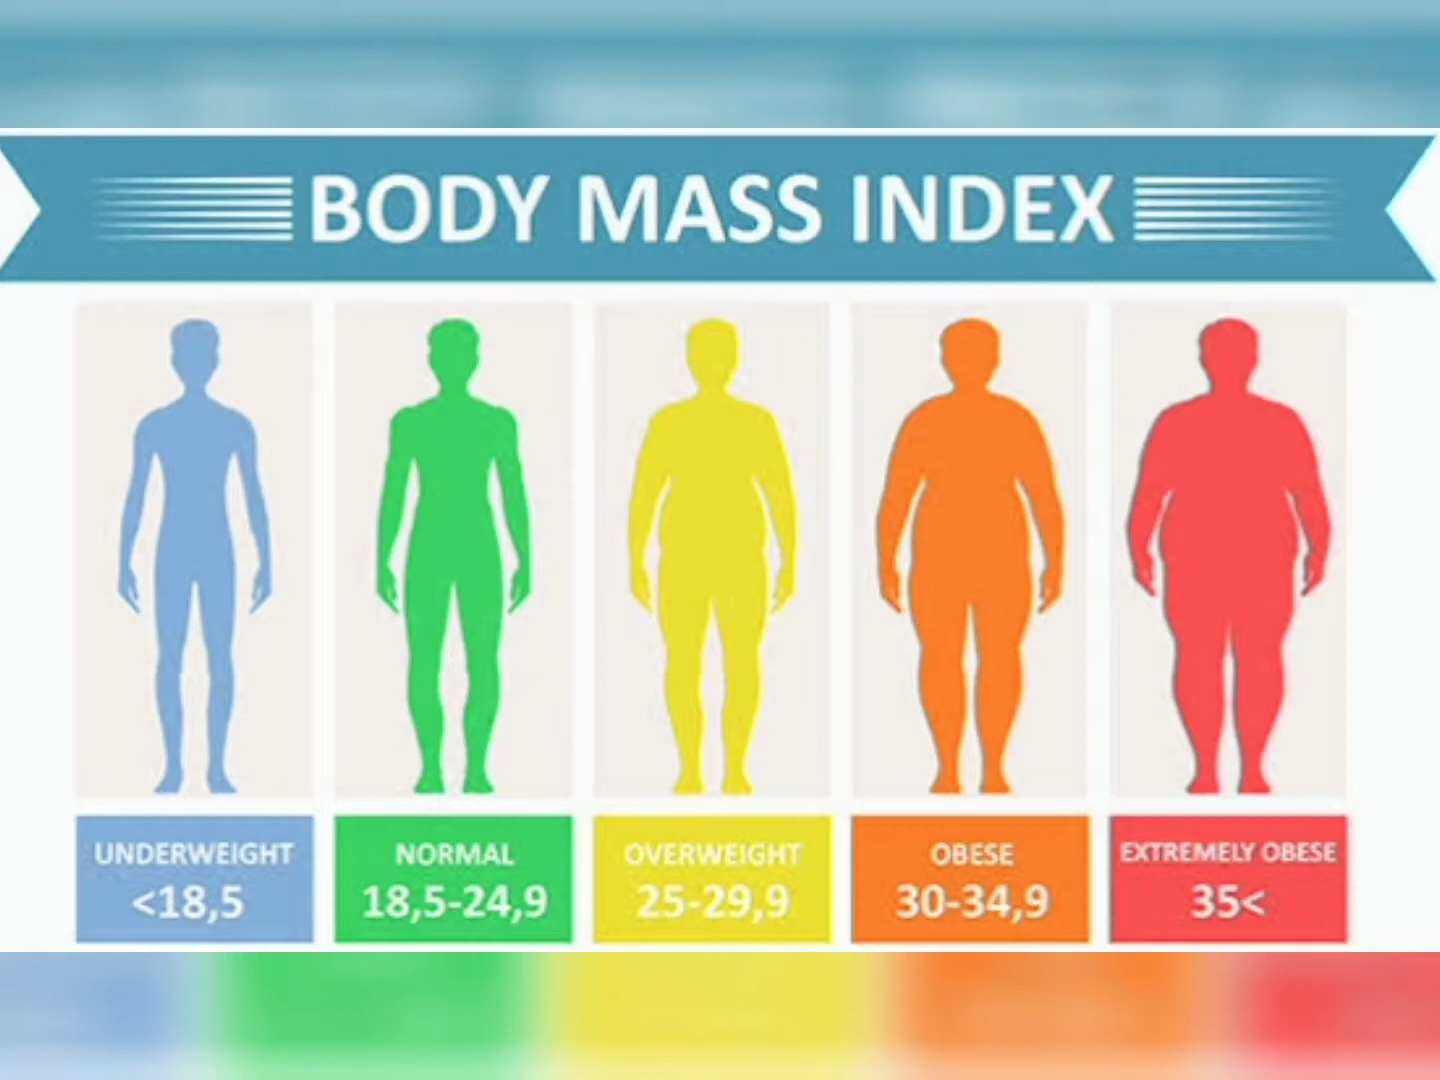 BODY MASS INDEX
UNDERWEIGHT
<18,5
NORMAL
18,5-24,9
OVERWEIGHT
25-29,9
OBESE
30-34,9
EXTREMELY OBESE
35<